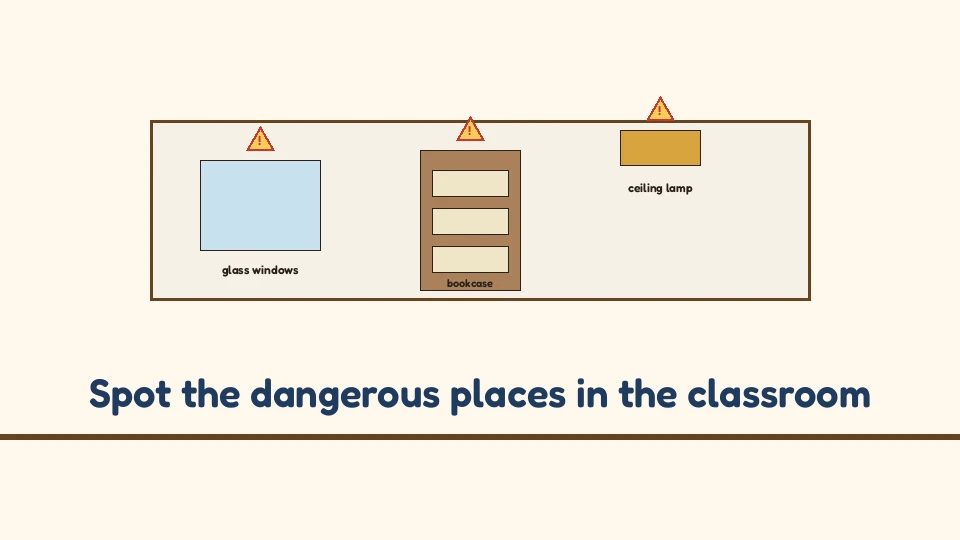 !
!
!
ceiling lamp
glass windows
bookcase
Spot the dangerous places in the classroom